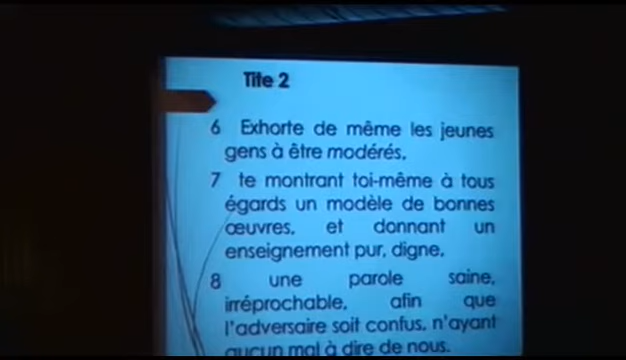 Tite 2
6 Exhorte de même les jeunes
gens à être modérés,
7 te montrant toi-même à tous
égards un modèle de bonnes
œuvres, et donnant un
enseignement pur, digne,
8 une parole saine,
irréprochable, afin que
l'adversaire soit confus, n'ayant
aucun mal à dire de nous.